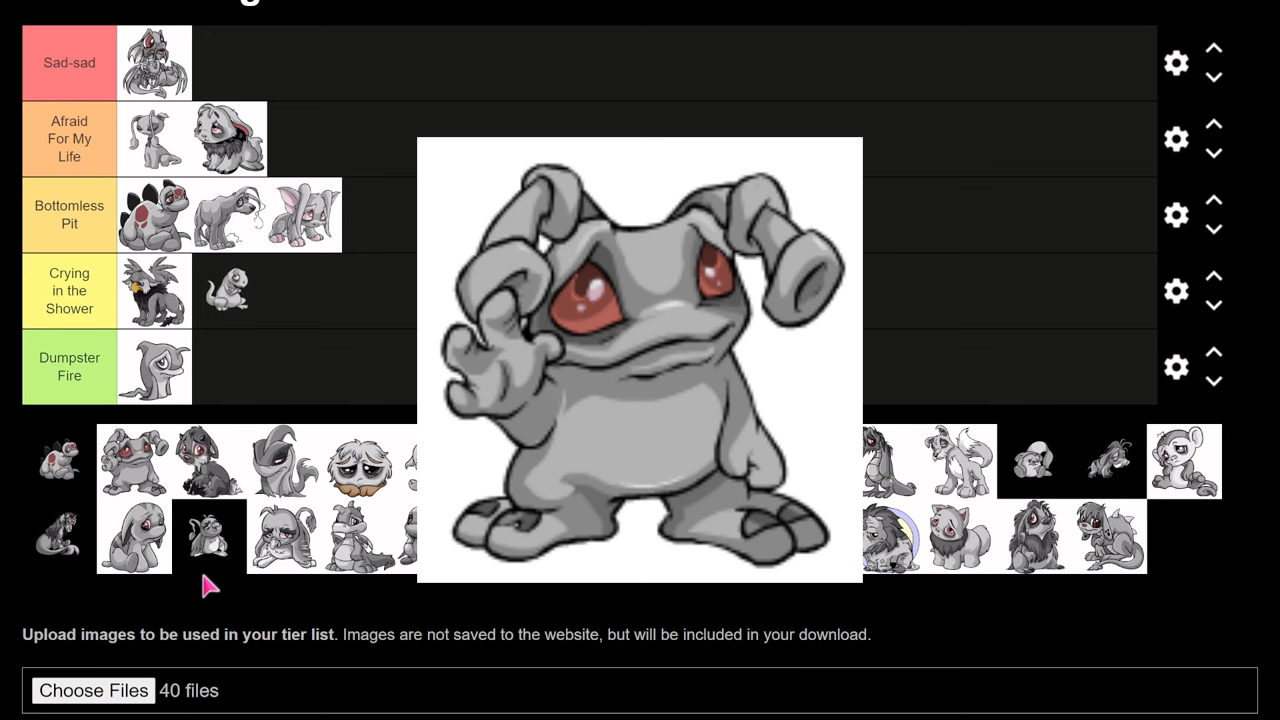 Sad-sad
Afraid
For My
Life
Bottomless
Pit
Crying
in the
Shower
Dumpster
Fire
Upload images to be used in your tier list. Images are not saved to the website, but will be included in your download.
Choose Files 40 files